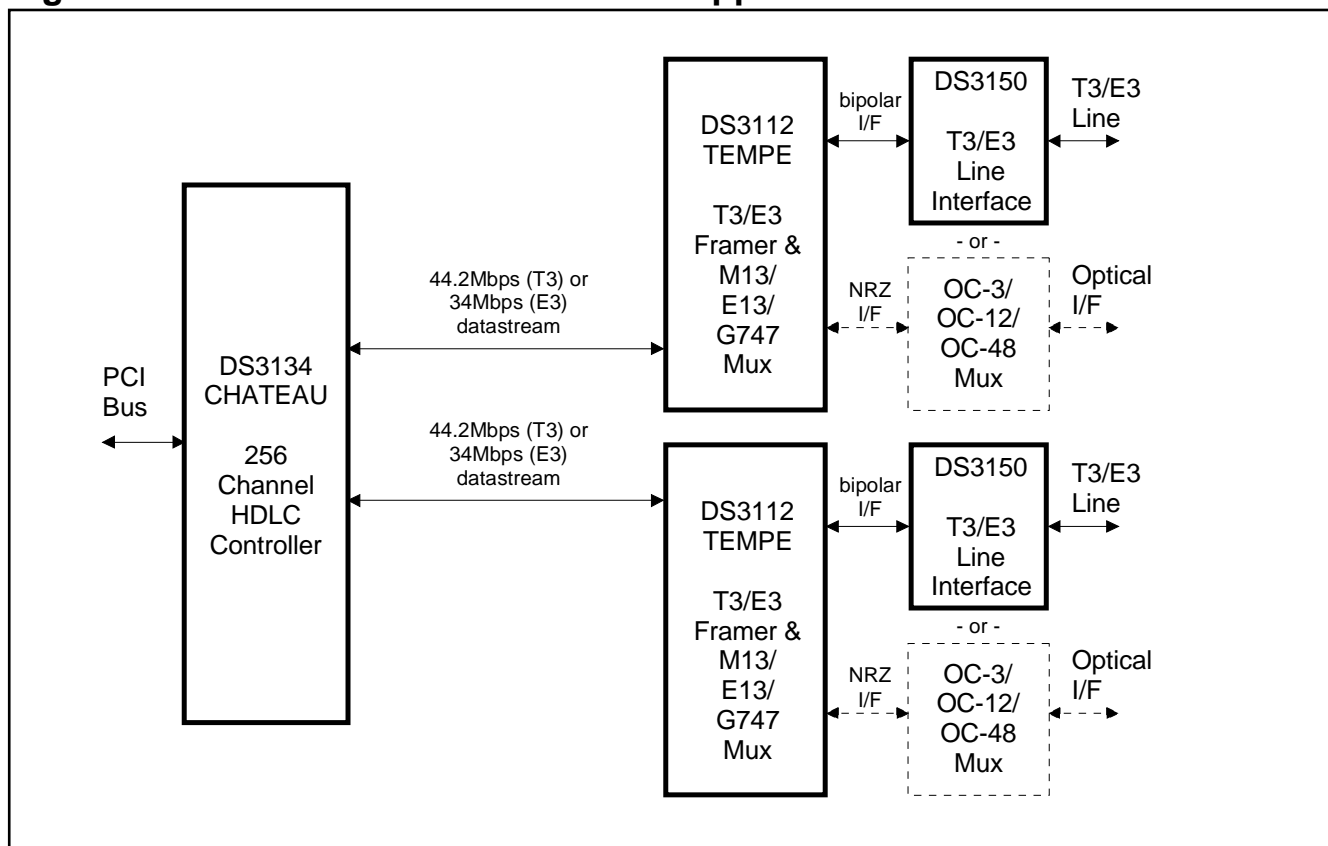 PCI
Bus
DS3134
CHATEAU
256
Channel
HDLC
Controller
44.2Mbps (T3) or
34Mbps (E3)
datastream
44.2Mbps (T3) or
34Mbps (E3)
datastream
DS3112
TEMPE
T3/E3
Framer &
M13/
E13/
G747
Mux
bipolar
I/F
DS3150
T3/E3
Line
Interface
T3/E3
Line
- or -
NRZ
I/F
OC-3/
OC-12/
OC-48
Mux
Optical
I/F
DS3112
TEMPE
T3/E3
Framer &
M13/
E13/
G747
Mux
bipolar
I/F
DS3150
T3/E3
Line
Interface
T3/E3
Line
- or -
NRZ
I/F
OC-3/
OC-12/
OC-48
Mux
Optical
I/F